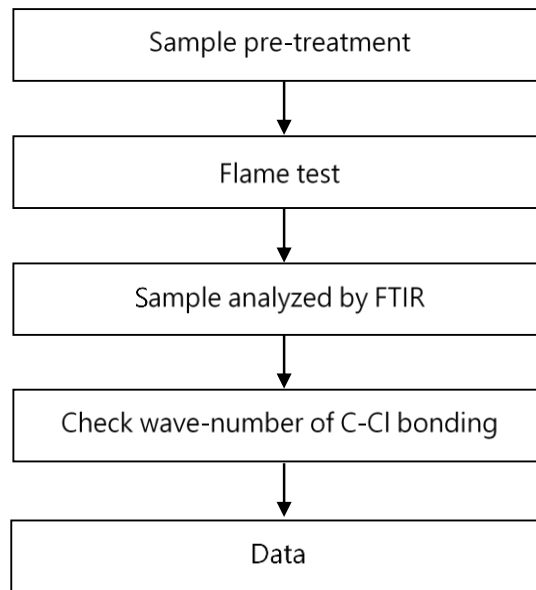 Sample pre-treatment
Flame test
Sample analyzed by FTIR
Check wave-number of C-Cl bonding
Data